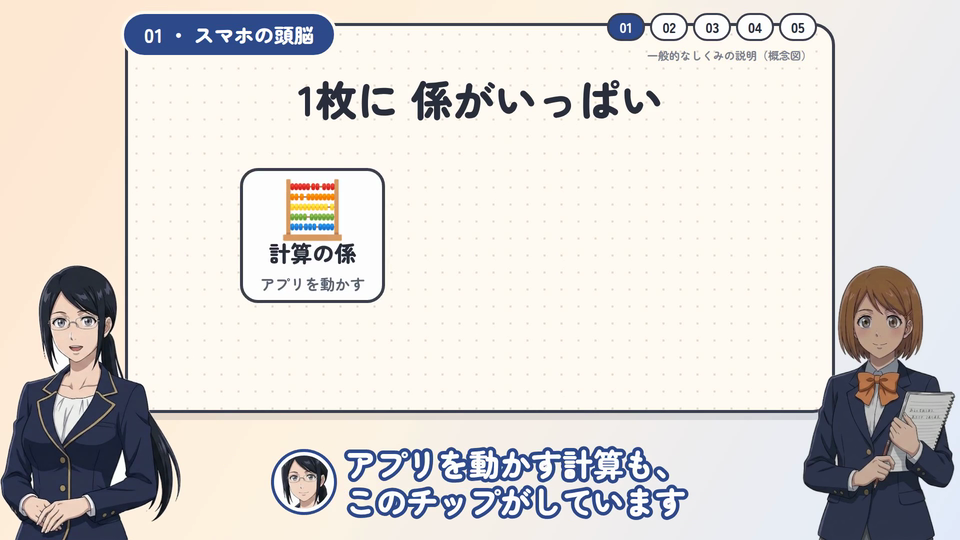 01 ・ スマホの頭脳
01 02 03 04 05
一般的なしくみの説明（概念図）
1枚に 係がいっぱい
計算の係
アプリを動かす
アプリを動かす計算も、
このチップがしています